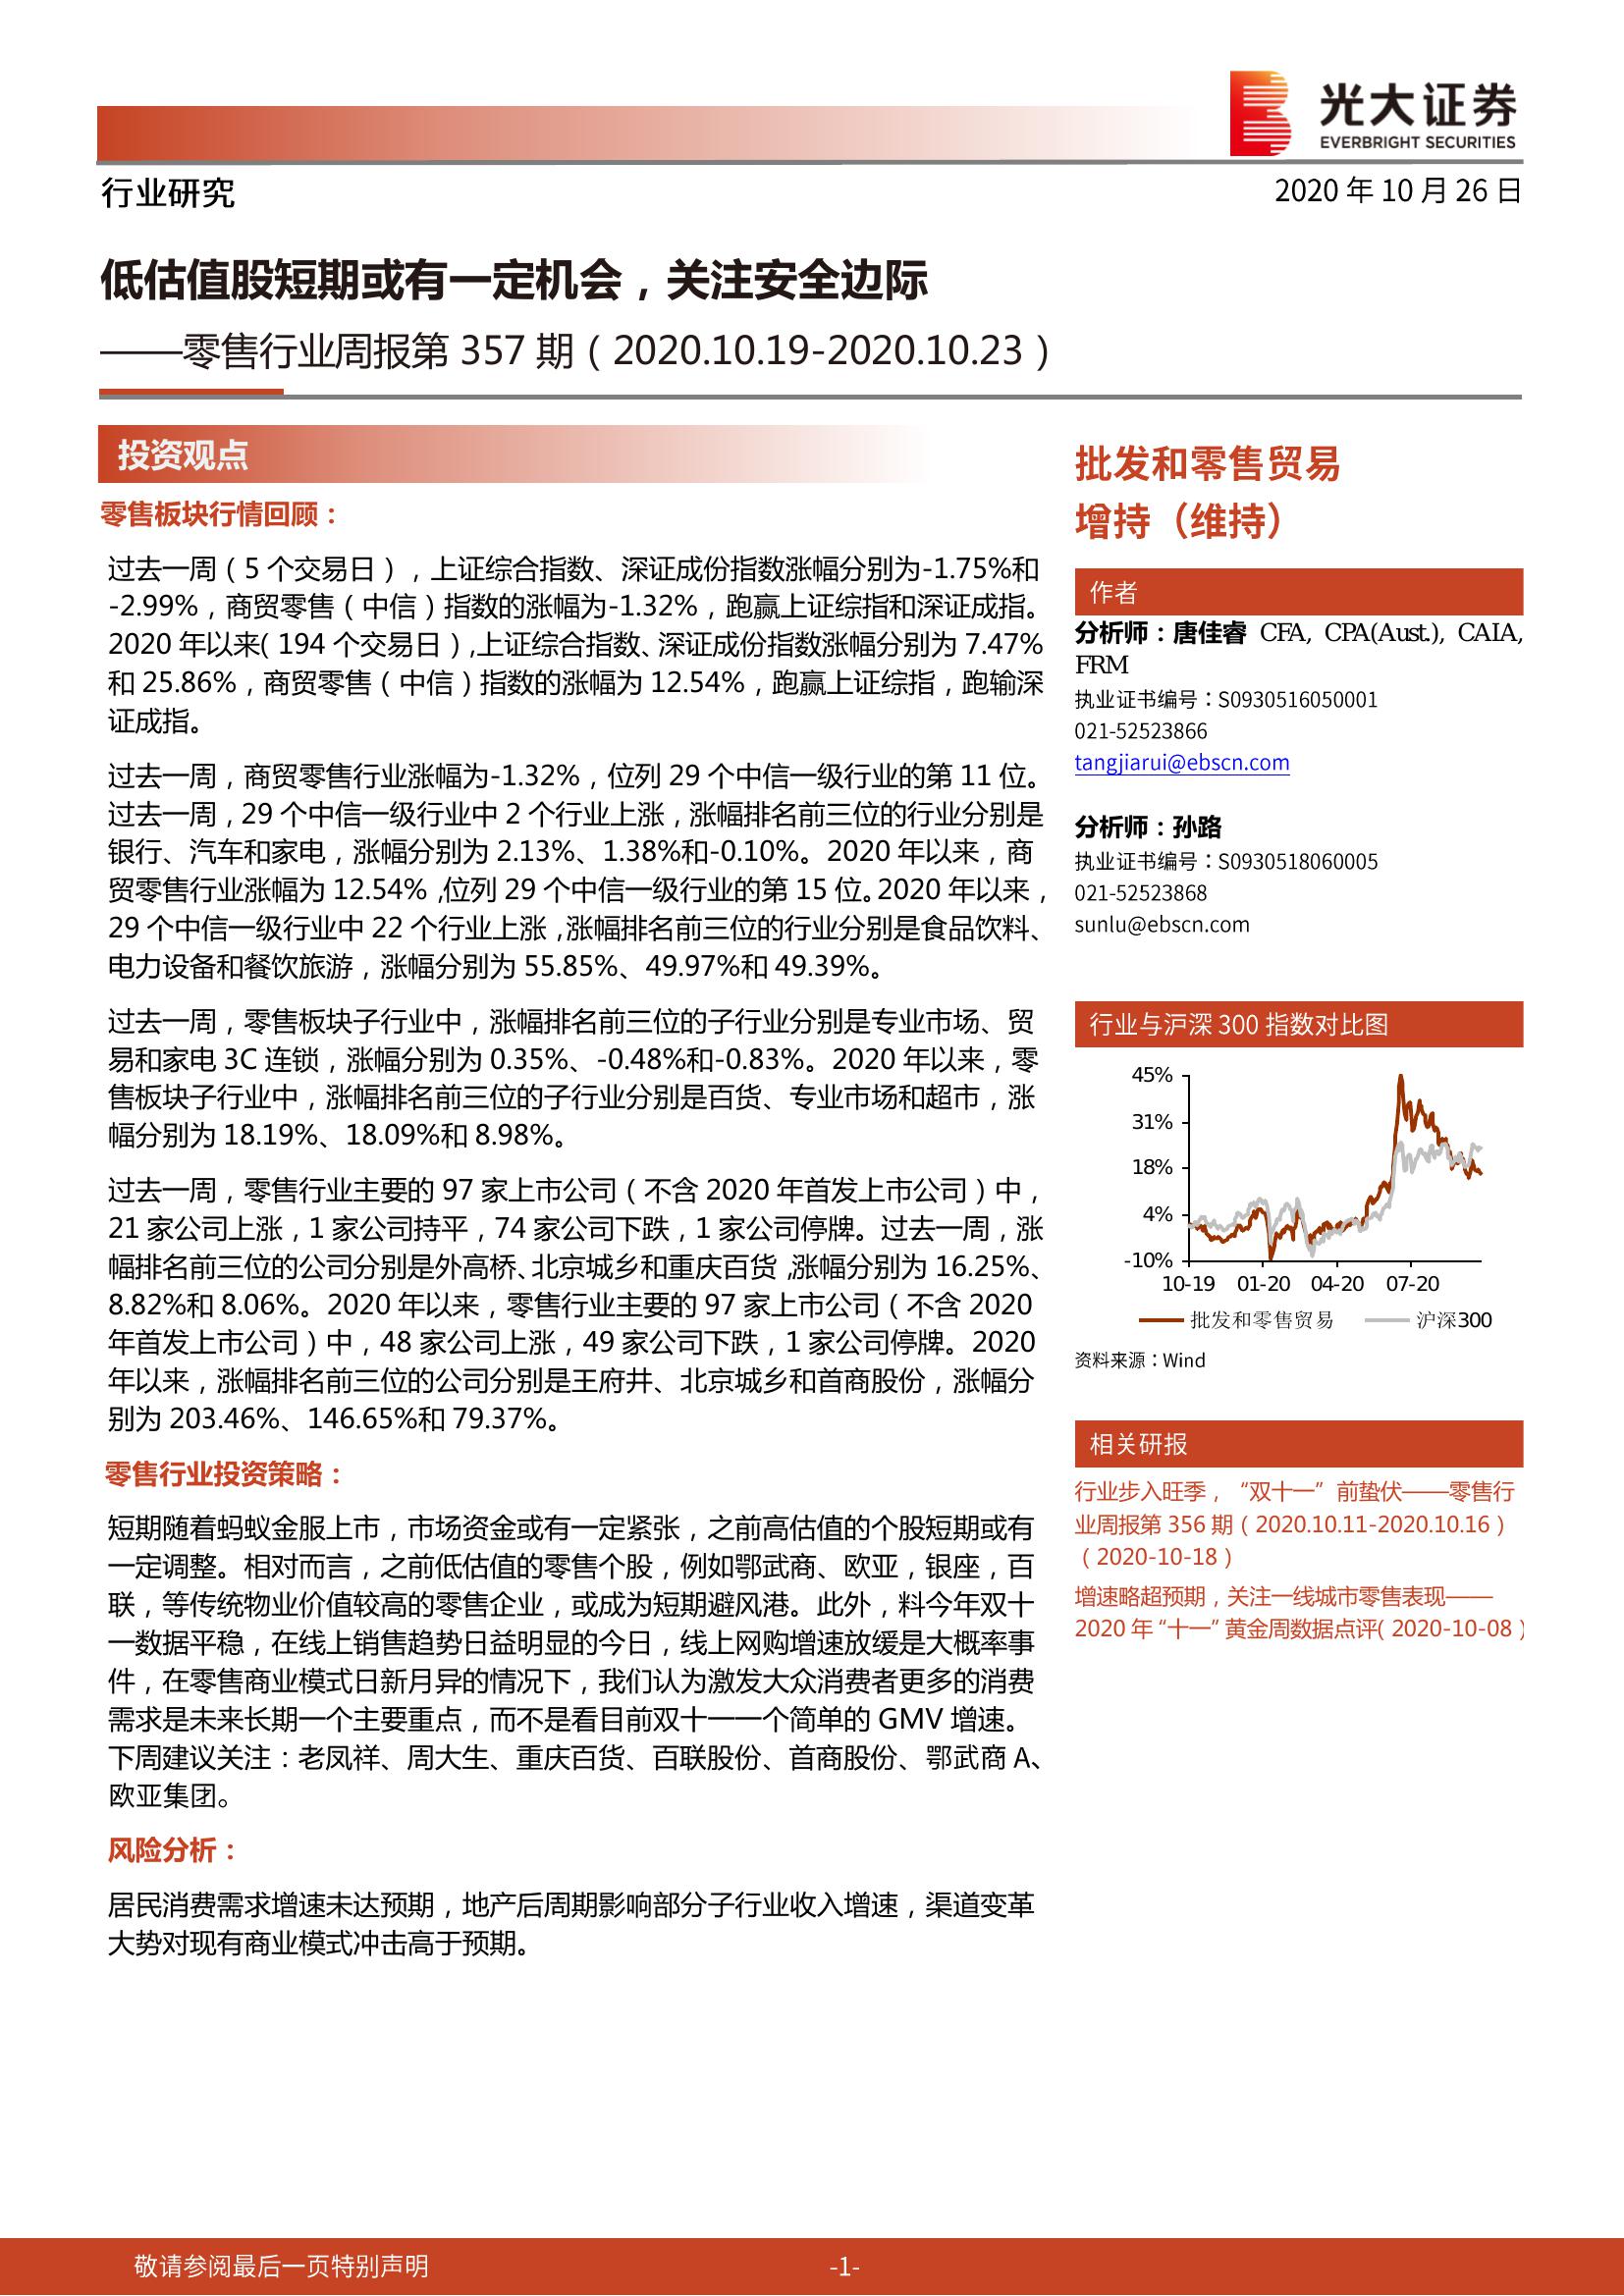 光大证券
EVERBRIGHT SECURITIES
行业研究
2020 年 10 月 26 日
低估值股短期或有一定机会，关注安全边际
——零售行业周报第 357 期（2020.10.19-2020.10.23）
投资观点
零售板块行情回顾：
过去一周（5 个交易日），上证综合指数、深证成份指数涨幅分别为-1.75%和
-2.99%，商贸零售（中信）指数的涨幅为-1.32%，跑赢上证综指和深证成指。
2020 年以来（194 个交易日），上证综合指数、深证成份指数涨幅分别为 7.47%
和 25.86%，商贸零售（中信）指数的涨幅为 12.54%，跑赢上证综指，跑输深
证成指。
过去一周，商贸零售行业涨幅为-1.32%，位列 29 个中信一级行业的第 11 位。
过去一周，29 个中信一级行业中 2 个行业上涨，涨幅排名前三位的行业分别是
银行、汽车和家电，涨幅分别为 2.13%、1.38%和-0.10%。2020 年以来，商
贸零售行业涨幅为 12.54%，位列 29 个中信一级行业的第 15 位。2020 年以来，
29 个中信一级行业中 22 个行业上涨，涨幅排名前三位的行业分别是食品饮料、
电力设备和餐饮旅游，涨幅分别为 55.85%、49.97%和 49.39%。
过去一周，零售板块子行业中，涨幅排名前三位的子行业分别是专业市场、贸
易和家电 3C 连锁，涨幅分别为 0.35%、-0.48%和-0.83%。2020 年以来，零
售板块子行业中，涨幅排名前三位的子行业分别是百货、专业市场和超市，涨
幅分别为 18.19%、18.09%和 8.98%。
过去一周，零售行业主要的 97 家上市公司（不含 2020 年首发上市公司）中，
21 家公司上涨，1 家公司持平，74 家公司下跌，1 家公司停牌。过去一周，涨
幅排名前三位的公司分别是外高桥、北京城乡和重庆百货，涨幅分别为 16.25%、
8.82%和 8.06%。2020 年以来，零售行业主要的 97 家上市公司（不含 2020
年首发上市公司）中，48 家公司上涨，49 家公司下跌，1 家公司停牌。2020
年以来，涨幅排名前三位的公司分别是王府井、北京城乡和首商股份，涨幅分
别为 203.46%、146.65%和 79.37%。
零售行业投资策略：
短期随着蚂蚁金服上市，市场资金或有一定紧张，之前高估值的个股短期或有
一定调整。相对而言，之前低估值的零售个股，例如鄂武商、欧亚，银座，百
联，等传统物业价值较高的零售企业，或成为短期避风港。此外，料今年双十
一数据平稳，在线上销售趋势日益明显的今日，线上网购增速放缓是大概率事
件，在零售商业模式日新月异的情况下，我们认为激发大众消费者更多的消费
需求是未来长期一个主要重点，而不是看目前双十一一个简单的 GMV 增速。
下周建议关注：老凤祥、周大生、重庆百货、百联股份、首商股份、鄂武商 A、
欧亚集团。
风险分析：
居民消费需求增速未达预期，地产后周期影响部分子行业收入增速，渠道变革
大势对现有商业模式冲击高于预期。
批发和零售贸易
增持（维持）
作者
分析师：唐佳睿 CFA, CPA(Aust.), CAIA,
FRM
执业证书编号：S0930516050001
021-52523866
tangjiarui@ebscn.com
分析师：孙路
执业证书编号：S0930518060005
021-52523868
sunlu@ebscn.com
行业与沪深 300 指数对比图
45%
31%
18%
4%
-10%
10-19 01-20 04-20 07-20
批发和零售贸易 沪深300
资料来源：Wind
相关研报
行业步入旺季，“双十一”前蛰伏——零售行
业周报第 356 期（2020.10.11-2020.10.16）
（2020-10-18）
增速略超预期，关注一线城市零售表现——
2020 年“十一”黄金周数据点评（2020-10-08）
敬请参阅最后一页特别声明
-1-